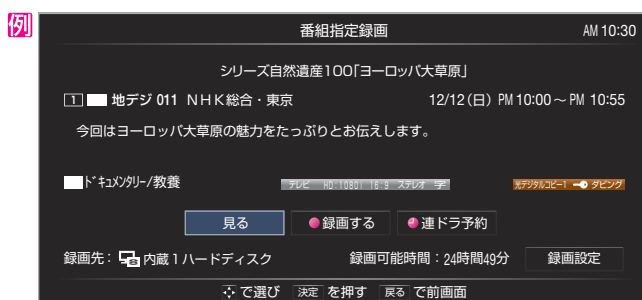 例
番組指定録画 AM 10:30
シリーズ自然遺産100「ヨーロッパ大草原」
1 地デジ 011 NHK総合・東京 12/12(日) PM 10:00～PM 10:55
今回はヨーロッパ大草原の魅力をたっぷりとお伝えします。
ドキュメンタリー/教養 テレビ HD:1080i 16:9 ステレオ 字 光デジタルコピー1 ダビング
見る 録画する 連ドラ予約
録画先： 内蔵1ハードディスク 録画可能時間：24時間49分 録画設定
で選び 決定 を押す 戻る で前画面